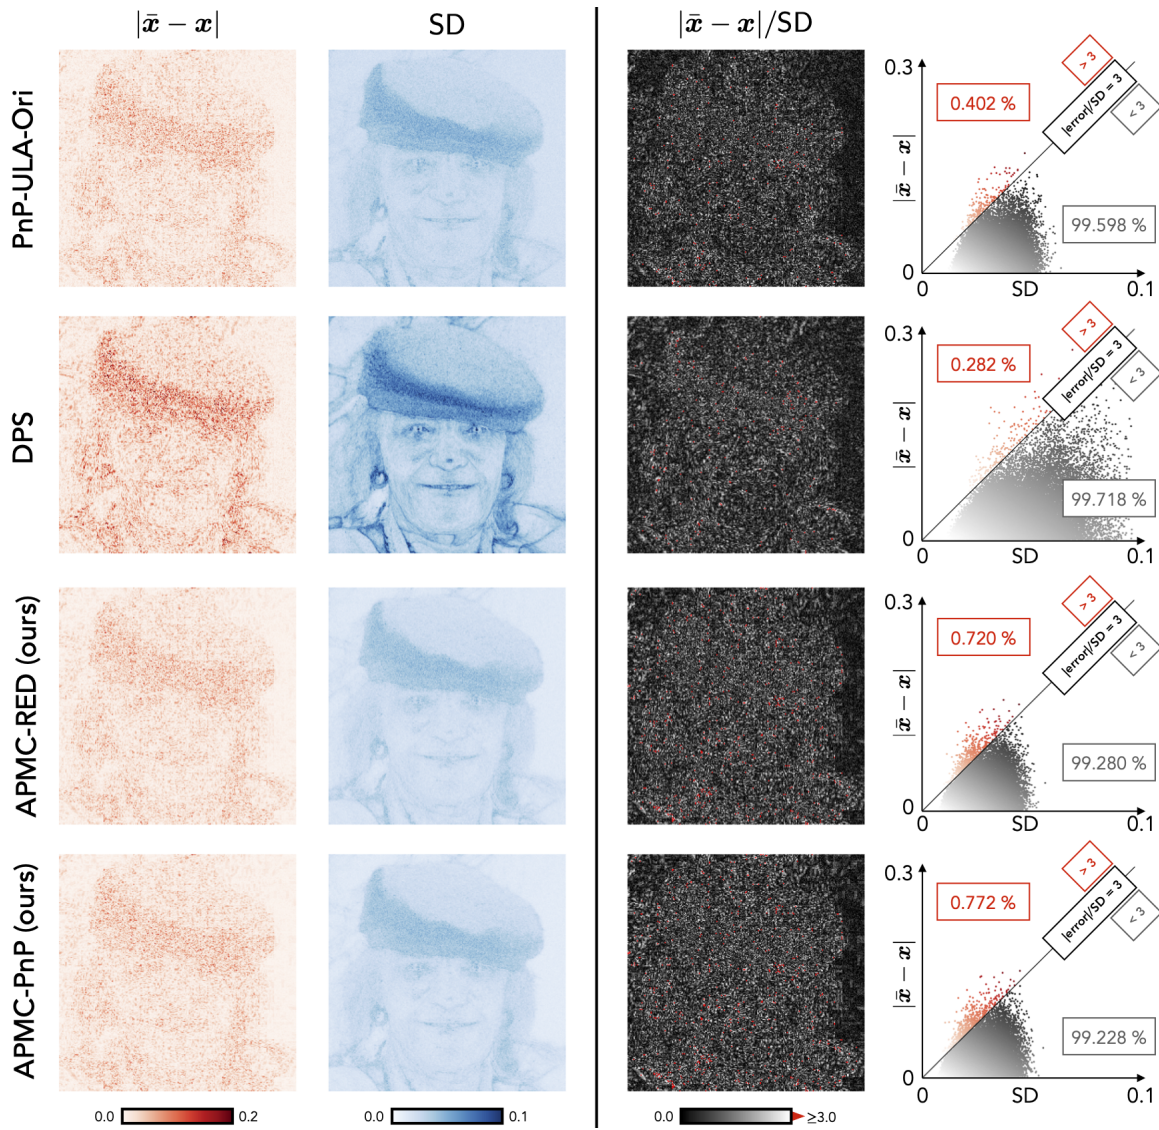 |x̄ − x|
SD
|x̄ − x|/SD
PnP-ULA-Ori
0.3
0.402 %
> 3
|error|/SD = 3
< 3
|x̄ − x|
99.598 %
0
0
SD
0.1
DPS
0.3
0.282 %
> 3
|error|/SD = 3
< 3
|x̄ − x|
99.718 %
0
0
SD
0.1
APMC-RED (ours)
0.3
0.720 %
> 3
|error|/SD = 3
< 3
|x̄ − x|
99.280 %
0
0
SD
0.1
APMC-PnP (ours)
0.3
0.772 %
> 3
|error|/SD = 3
< 3
|x̄ − x|
99.228 %
0
0
SD
0.1
0.0 0.2
0.0 0.1
0.0 ≥3.0